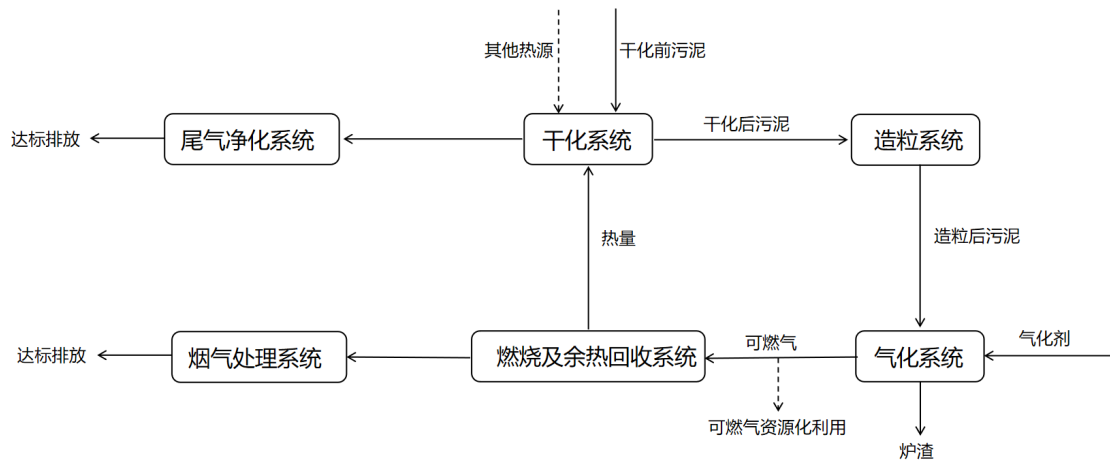 其他热源
干化前污泥
达标排放
尾气净化系统
干化系统
干化后污泥
造粒系统
热量
造粒后污泥
达标排放
烟气处理系统
燃烧及余热回收系统
可燃气
气化系统
气化剂
可燃气资源化利用
炉渣